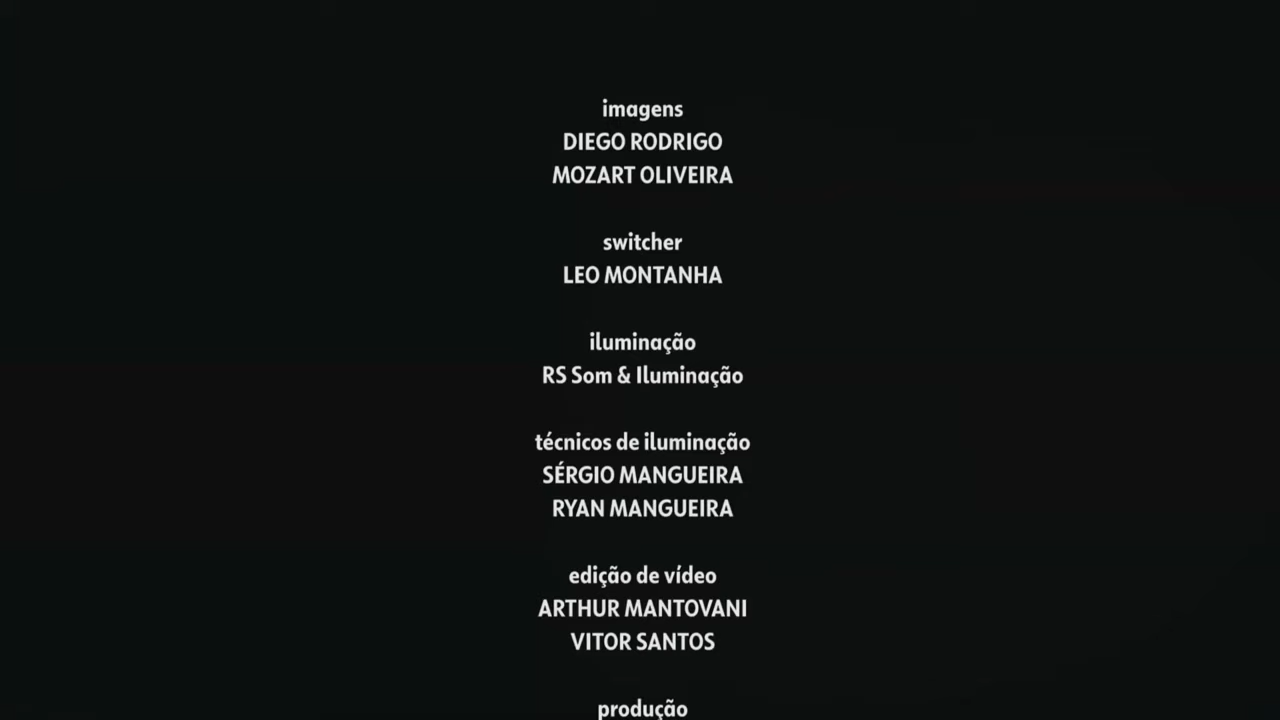 imagens
DIEGO RODRIGO
MOZART OLIVEIRA
switcher
LEO MONTANHA
iluminação
RS Som & Iluminação
técnicos de iluminação
SÉRGIO MANGUEIRA
RYAN MANGUEIRA
edição de vídeo
ARTHUR MANTOVANI
VITOR SANTOS
produção